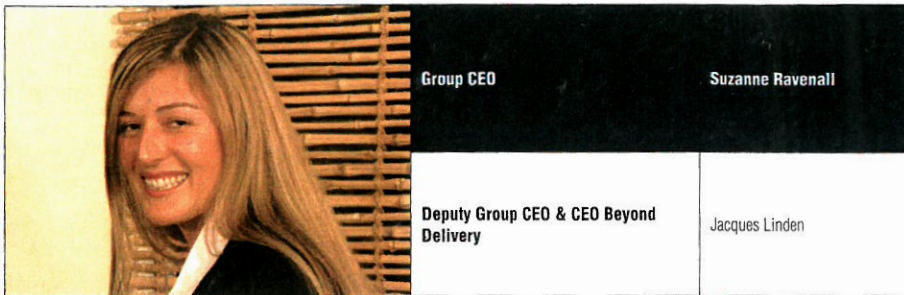 Group CEO
Suzanne Ravenall
Deputy Group CEO & CEO Beyond
Delivery
Jacques Linden